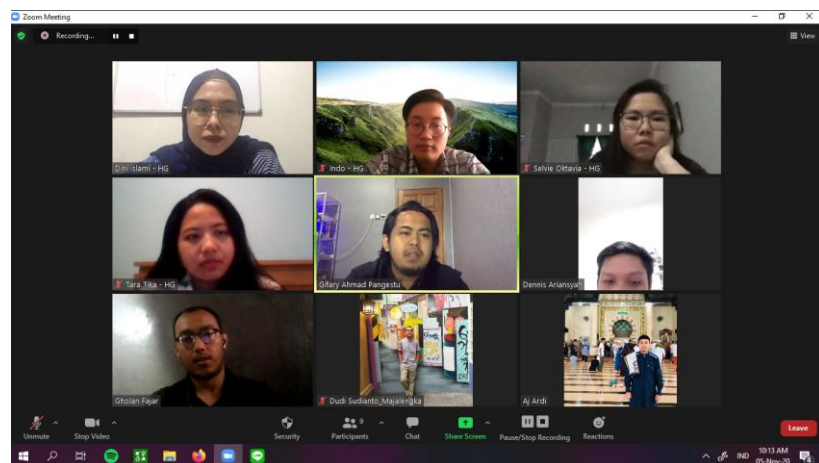 Zoom Meeting
Recording...
View
Dini Islami - HG
Indo - HG
Selvie Oktavia - HG
Tara Tika - HG
Gifary Ahmad Pangestu
Dennis Ariansyah
Gholan Fajar
Dudi Sudianto_Majalengka
Aj Ardi
9
Unmute
Stop Video
Security
Participants
Chat
Share Screen
Pause/Stop Recording
Reactions
Leave
IND
10:13 AM
05-Nov-20
4